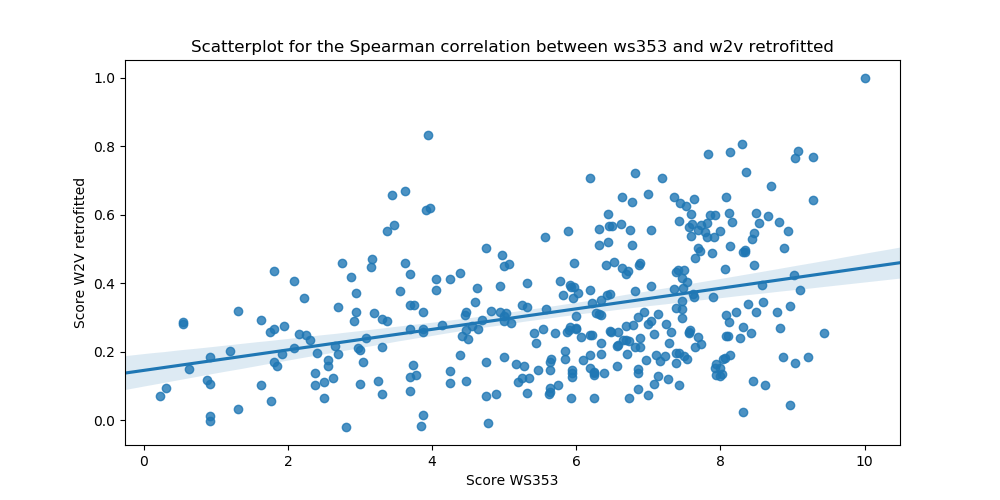 Scatterplot for the Spearman correlation between ws353 and w2v retrofitted
Score W2V retrofitted
1.0
0.8
0.6
0.4
0.2
0.0
0 2 4 6 8 10
Score WS353